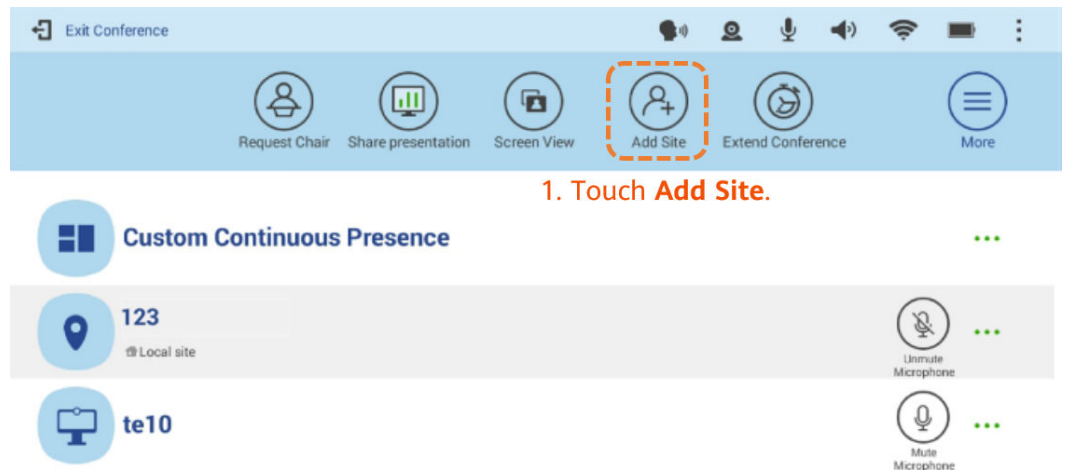 Exit Conference
Request Chair
Share presentation
Screen View
Add Site
Extend Conference
More
1. Touch Add Site.
Custom Continuous Presence
123
Local site
Unmute
Microphone
te10
Mute
Microphone